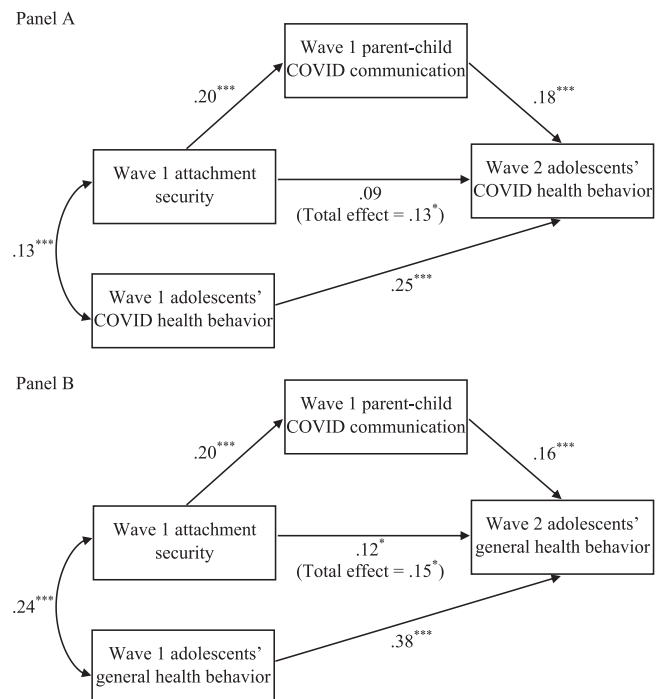 Panel A
Wave 1 parent-child
COVID communication
.20***
.18***
Wave 1 attachment
security
.09
(Total effect = .13*)
Wave 2 adolescents’
COVID health behavior
.13***
.25***
Wave 1 adolescents’
COVID health behavior
Panel B
Wave 1 parent-child
COVID communication
.20***
.16***
Wave 1 attachment
security
.12*
(Total effect = .15*)
Wave 2 adolescents’
general health behavior
.24***
.38***
Wave 1 adolescents’
general health behavior